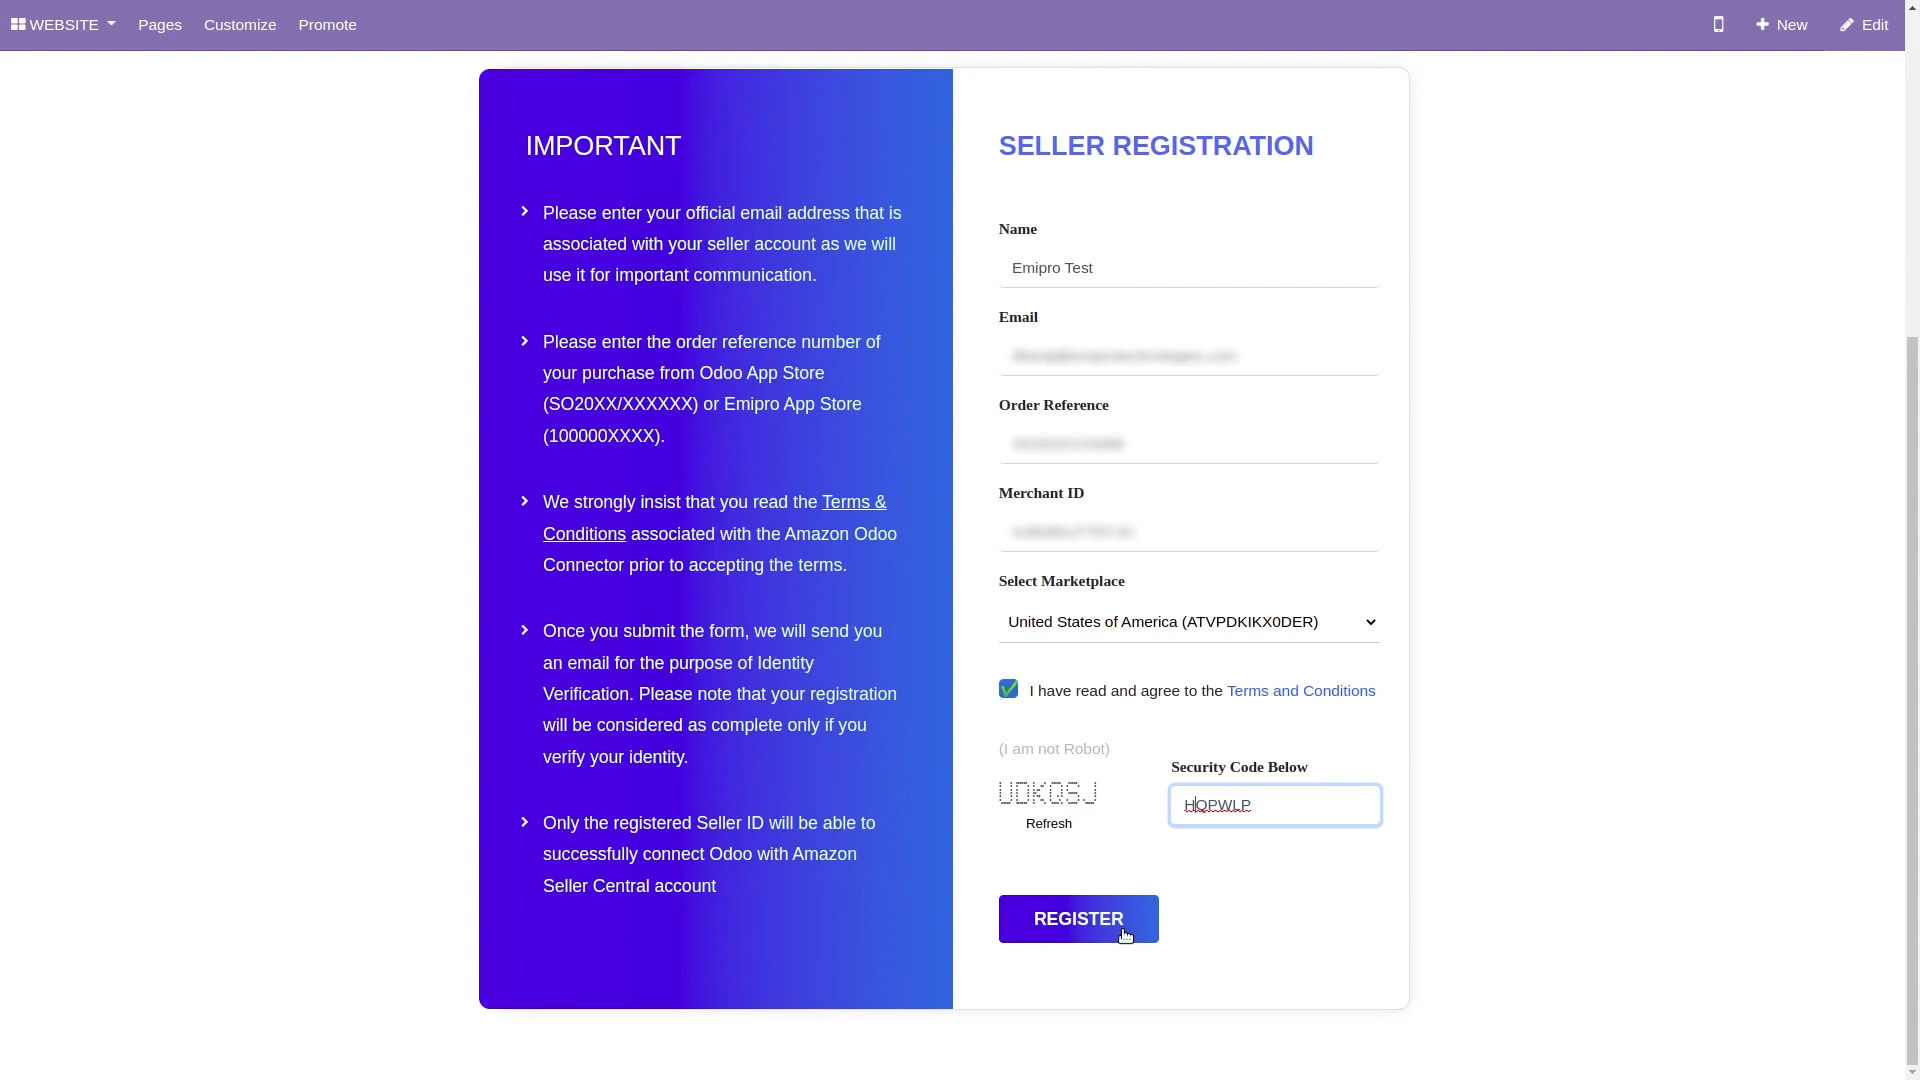 WEBSITE Pages Customize Promote New Edit
IMPORTANT
Please enter your official email address that is
associated with your seller account as we will
use it for important communication.
Please enter the order reference number of
your purchase from Odoo App Store
(SO20XX/XXXXXX) or Emipro App Store
(100000XXXX).
We strongly insist that you read the Terms &
Conditions associated with the Amazon Odoo
Connector prior to accepting the terms.
Once you submit the form, we will send you
an email for the purpose of Identity
Verification. Please note that your registration
will be considered as complete only if you
verify your identity.
Only the registered Seller ID will be able to
successfully connect Odoo with Amazon
Seller Central account
SELLER REGISTRATION
Name
Emipro Test
Email
Order Reference
Merchant ID
Select Marketplace
United States of America (ATVPDKIKX0DER)
I have read and agree to the Terms and Conditions
(I am not Robot)
Security Code Below
HQPWLP
Refresh
REGISTER